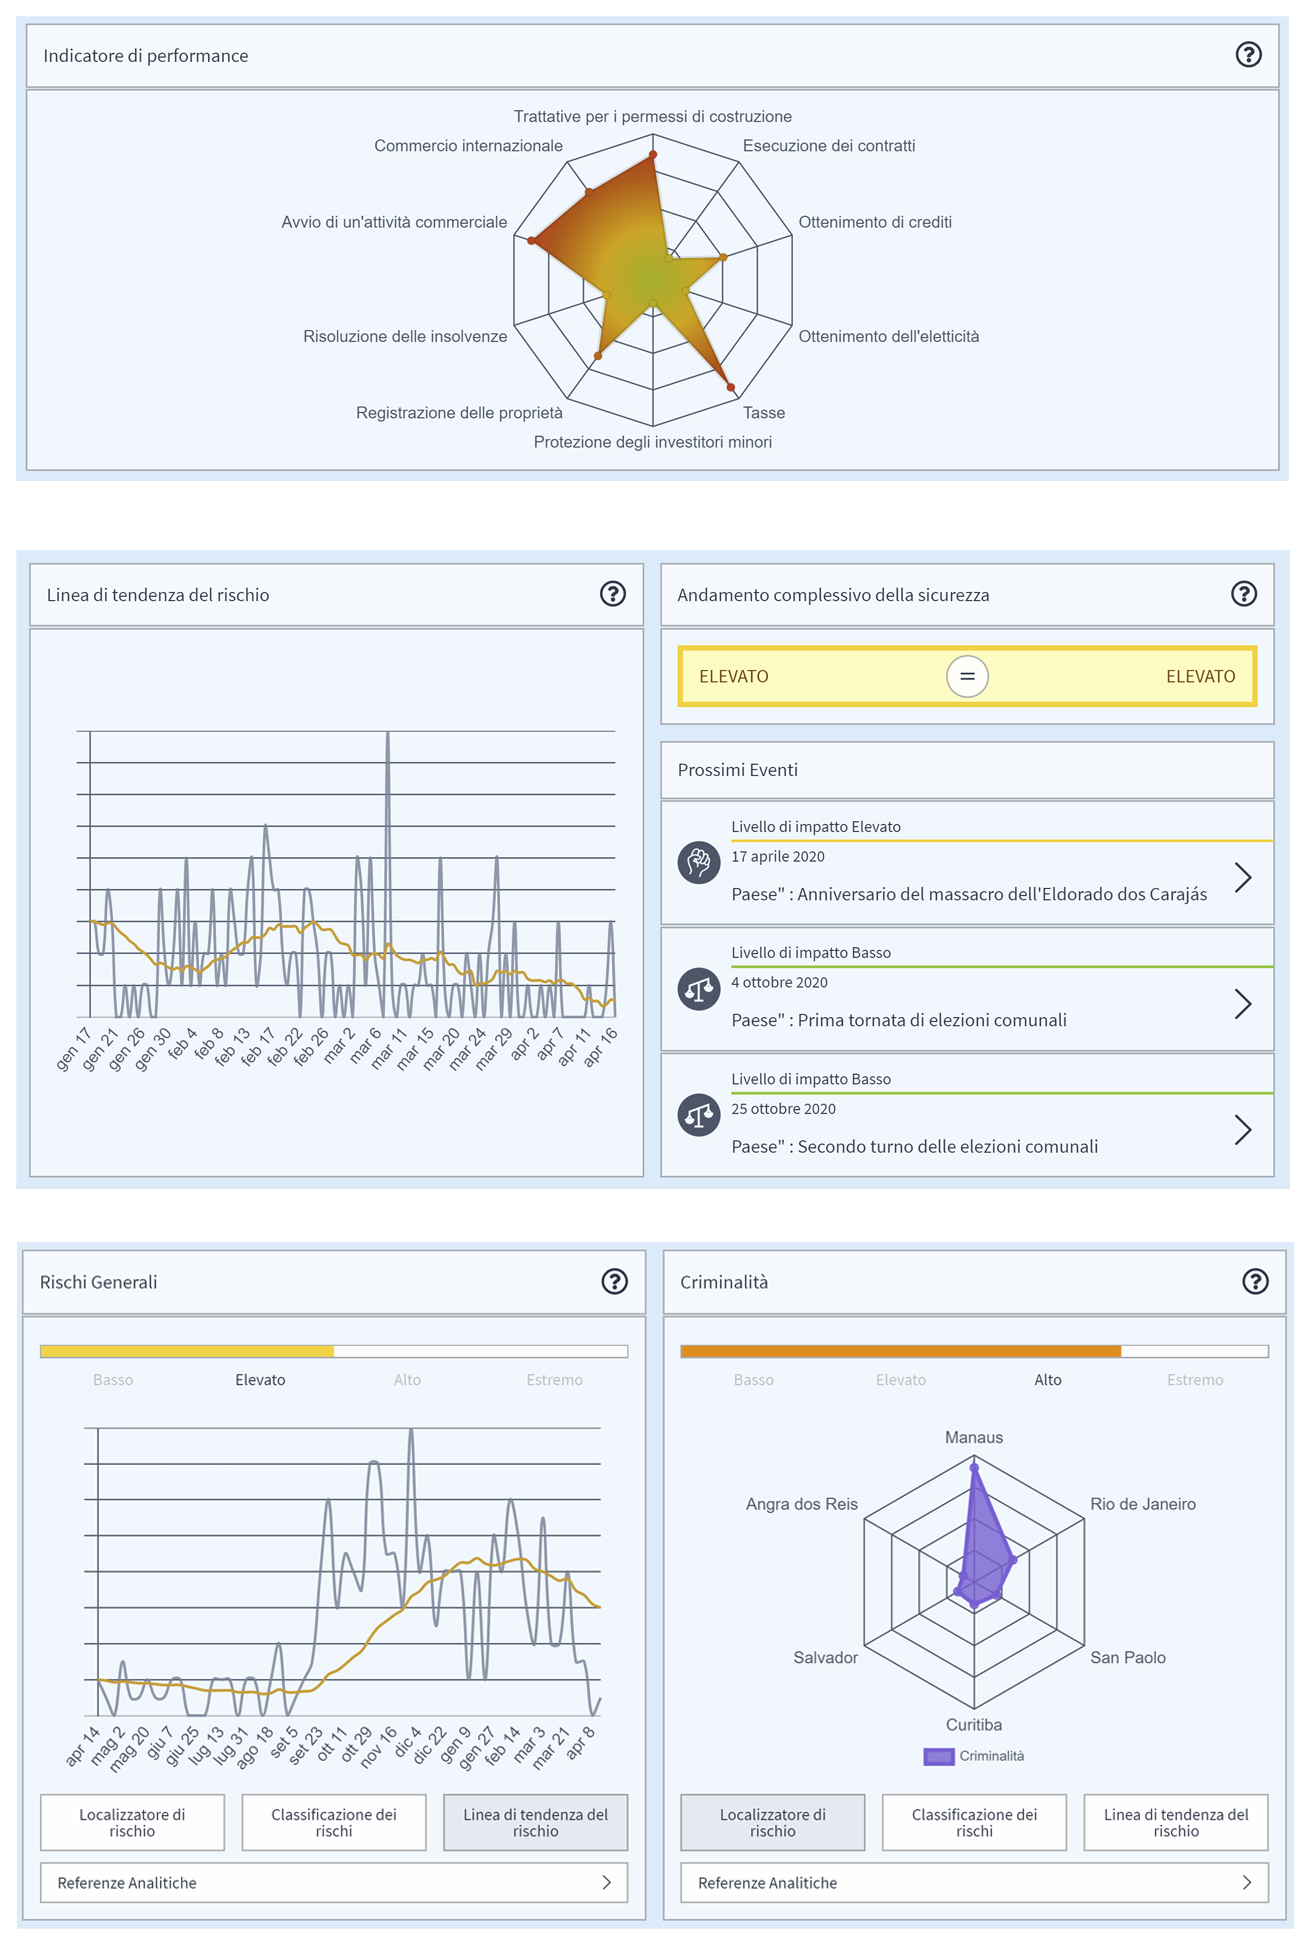 Indicatore di performance
Trattative per i permessi di costruzione
Commercio internazionale
Esecuzione dei contratti
Avvio di un'attività commerciale
Ottenimento di crediti
Risoluzione delle insolvenze
Ottenimento dell'eletticità
Registrazione delle proprietà
Tasse
Protezione degli investitori minori
Linea di tendenza del rischio
gen 17
gen 21
gen 26
gen 30
feb 4
feb 8
feb 13
feb 17
feb 22
feb 26
mar 2
mar 6
mar 11
mar 15
mar 20
mar 24
mar 29
apr 2
apr 7
apr 11
apr 16
Andamento complessivo della sicurezza
ELEVATO = ELEVATO
Prossimi Eventi
Livello di impatto Elevato
17 aprile 2020
Paese" : Anniversario del massacro dell'Eldorado dos Carajás
Livello di impatto Basso
4 ottobre 2020
Paese" : Prima tornata di elezioni comunali
Livello di impatto Basso
25 ottobre 2020
Paese" : Secondo turno delle elezioni comunali
Rischi Generali
Basso Elevato Alto Estremo
apr 14
mag 2
mag 20
giu 7
giu 25
lug 13
lug 31
ago 18
set 5
set 23
ott 11
ott 29
nov 16
dic 4
dic 22
gen 9
gen 27
feb 14
mar 3
mar 21
apr 8
Localizzatore di
rischio
Classificazione dei
rischi
Linea di tendenza del
rischio
Referenze Analitiche
Criminalità
Basso Elevato Alto Estremo
Manaus
Angra dos Reis
Rio de Janeiro
Salvador
San Paolo
Curitiba
Criminalità
Localizzatore di
rischio
Classificazione dei
rischi
Linea di tendenza del
rischio
Referenze Analitiche